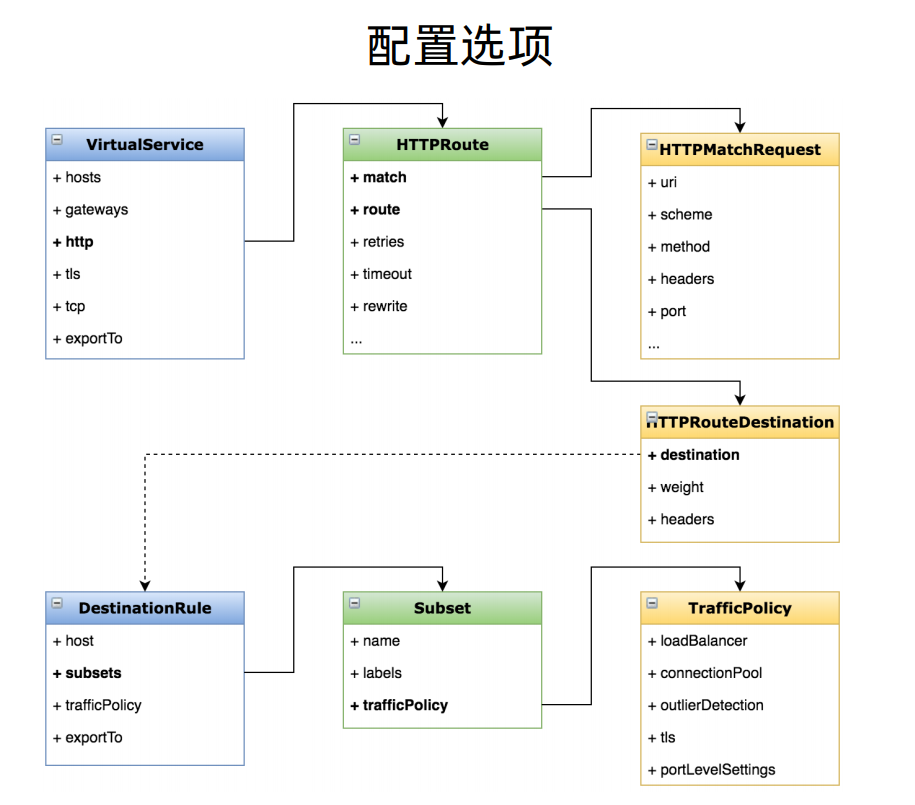 配置选项
VirtualService
+ hosts
+ gateways
+ http
+ tls
+ tcp
+ exportTo
HTTPRoute
+ match
+ route
+ retries
+ timeout
+ rewrite
...
HTTPMatchRequest
+ uri
+ scheme
+ method
+ headers
+ port
...
HTTPRouteDestination
+ destination
+ weight
+ headers
DestinationRule
+ host
+ subsets
+ trafficPolicy
+ exportTo
Subset
+ name
+ labels
+ trafficPolicy
TrafficPolicy
+ loadBalancer
+ connectionPool
+ outlierDetection
+ tls
+ portLevelSettings